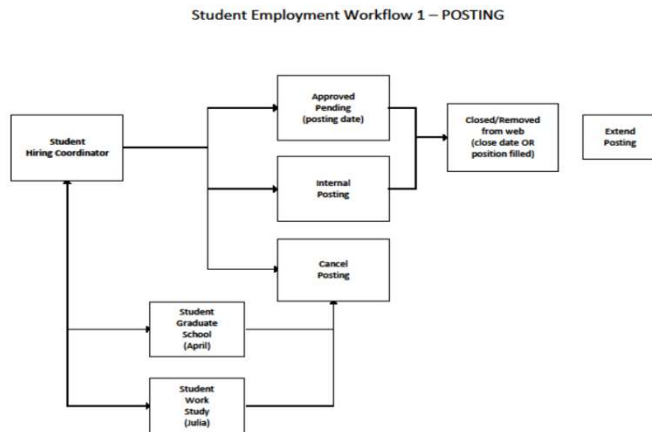 Student Employment Workflow 1 – POSTING
Approved
Pending
(posting date)
Student
Hiring Coordinator
Closed/Removed
from web
(close date OR
position filled)
Extend
Posting
Internal
Posting
Cancel
Posting
Student
Graduate
School
(April)
Student
Work
Study
(Julia)